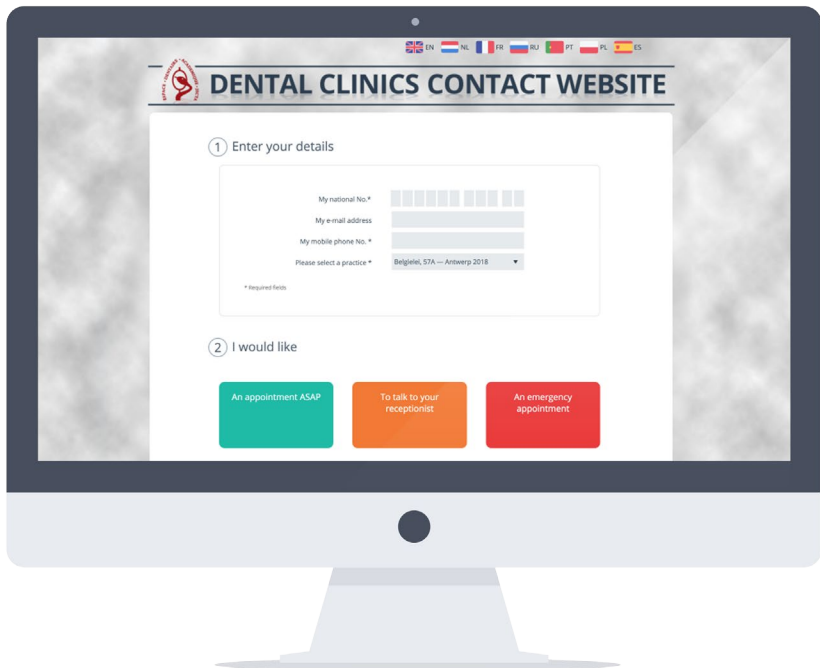 EN NL FR RU PT PL ES
DENTAL CLINICS CONTACT WEBSITE
1 Enter your details
My national No.*
My e-mail address
My mobile phone No. *
Please select a practice *
Belgielei, 57A — Antwerp 2018
* Required fields
2 I would like
An appointment ASAP
To talk to your
receptionist
An emergency
appointment